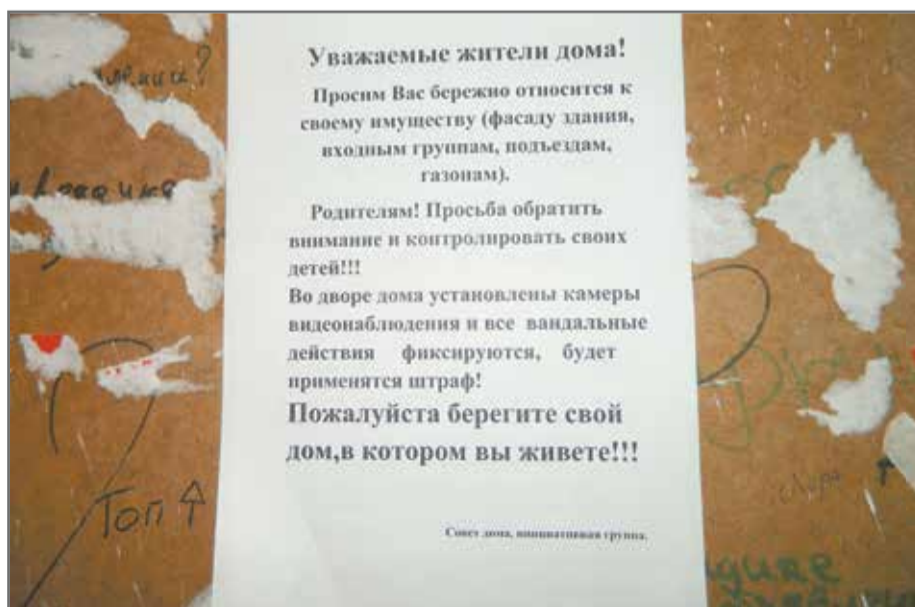 Уважаемые жители дома!
Просим Вас бережно относится к
своему имуществу (фасаду здания,
входным группам, подъездам,
газонам).
Родителям! Просьба обратить
внимание и контролировать своих
детей!!!
Во дворе дома установлены камеры
видеонаблюдения и все вандальные
действия фиксируются, будет
применятся штраф!
Пожалуйста берегите свой
дом,в котором вы живете!!!
Совет дома, инициативная группа.
Топ ↑